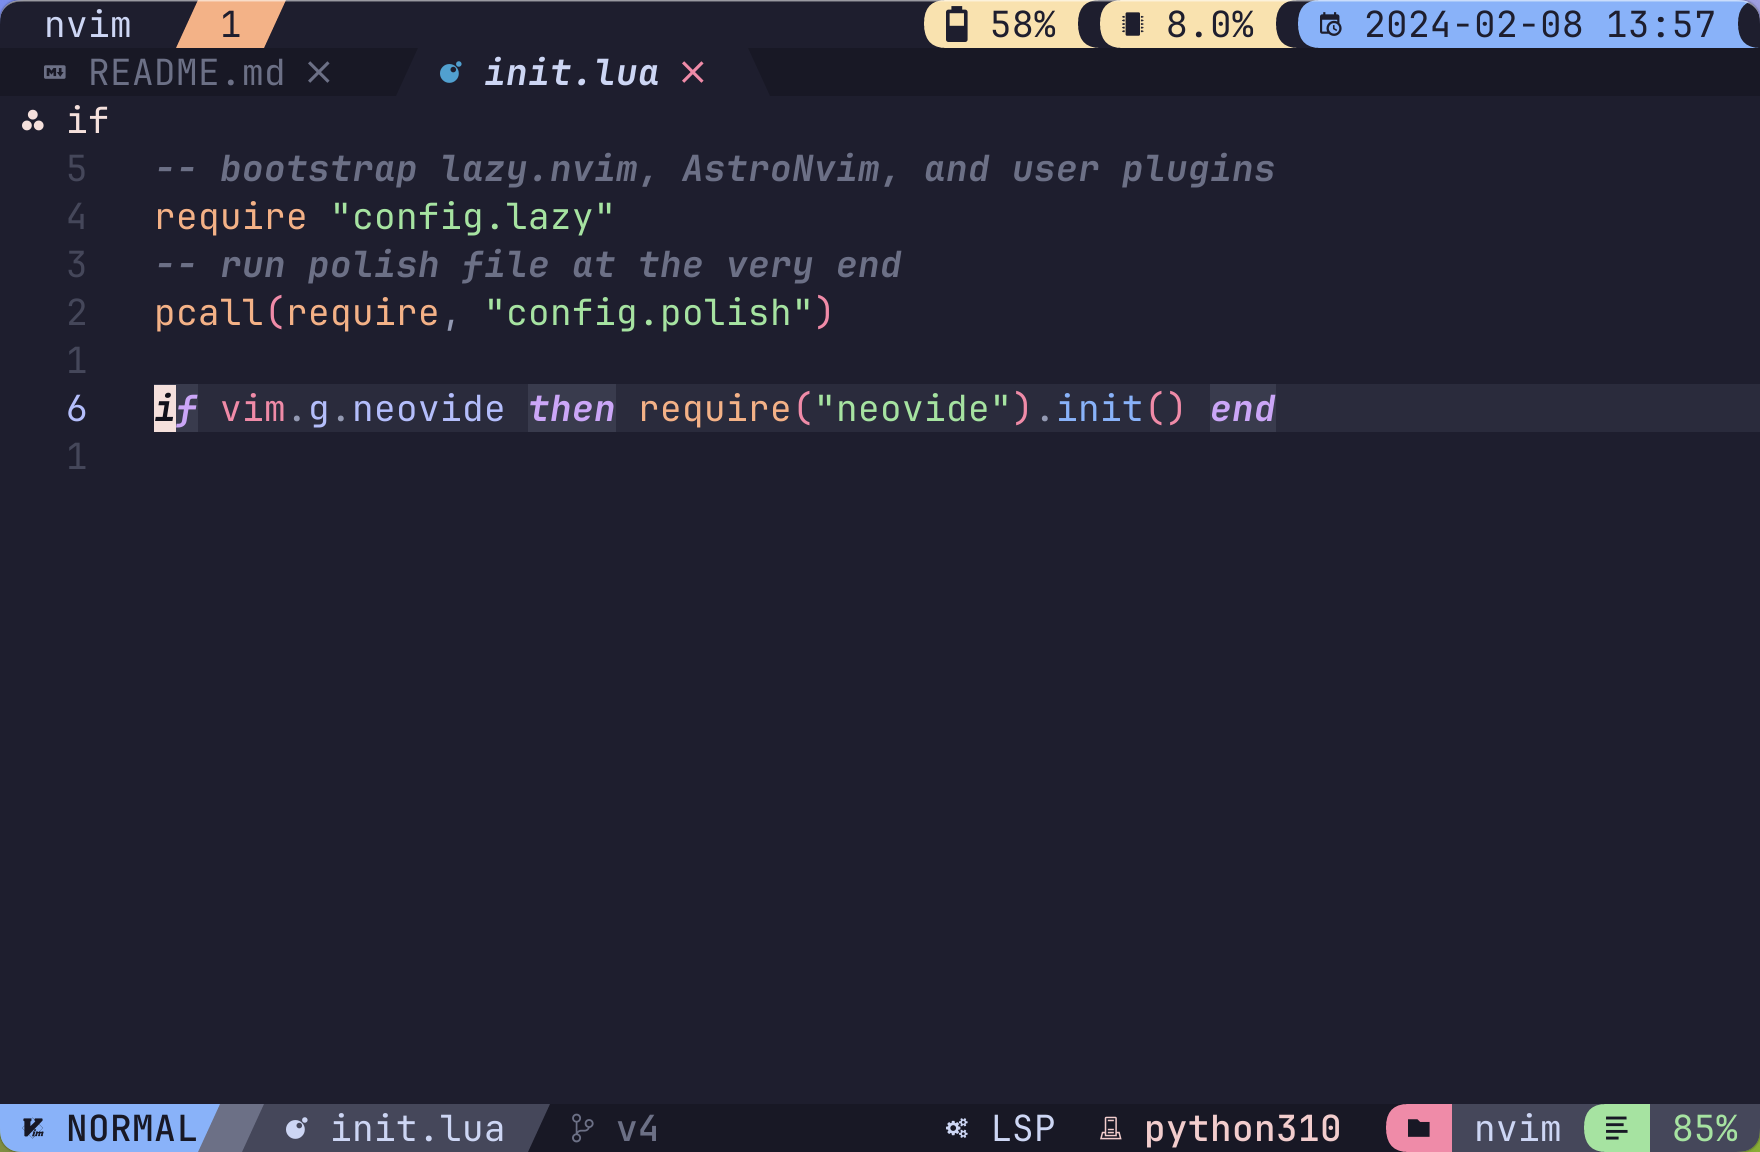 nvim 1 58% 8.0% 2024-02-08 13:57
README.md init.lua
if
5 -- bootstrap lazy.nvim, AstroNvim, and user plugins
4 require "config.lazy"
3 -- run polish file at the very end
2 pcall(require, "config.polish")
1
6 if vim.g.neovide then require("neovide").init() end
1
NORMAL init.lua v4 LSP python310 nvim 85%